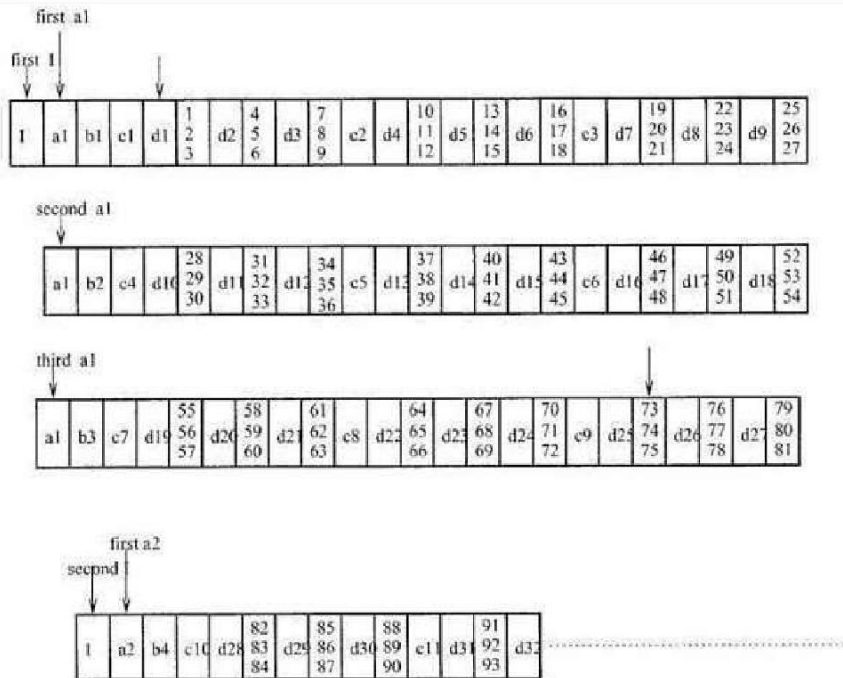 first a1
first I
I a1 b1 c1 d1 1 2 3 d2 4 5 6 d3 7 8 9 c2 d4 10 11 12 d5 13 14 15 d6 16 17 18 c3 d7 19 20 21 d8 22 23 24 d9 25 26 27
second a1
a1 b2 c4 d10 28 29 30 d11 31 32 33 d12 34 35 36 c5 d13 37 38 39 d14 40 41 42 d15 43 44 45 c6 d16 46 47 48 d17 49 50 51 d18 52 53 54
third a1
a1 b3 c7 d19 55 56 57 d20 58 59 60 d21 61 62 63 c8 d22 64 65 66 d23 67 68 69 d24 70 71 72 c9 d25 73 74 75 d26 76 77 78 d27 79 80 81
first a2
second I
I a2 b4 c10 d28 82 83 84 d29 85 86 87 d30 88 89 90 c11 d31 91 92 93 d32